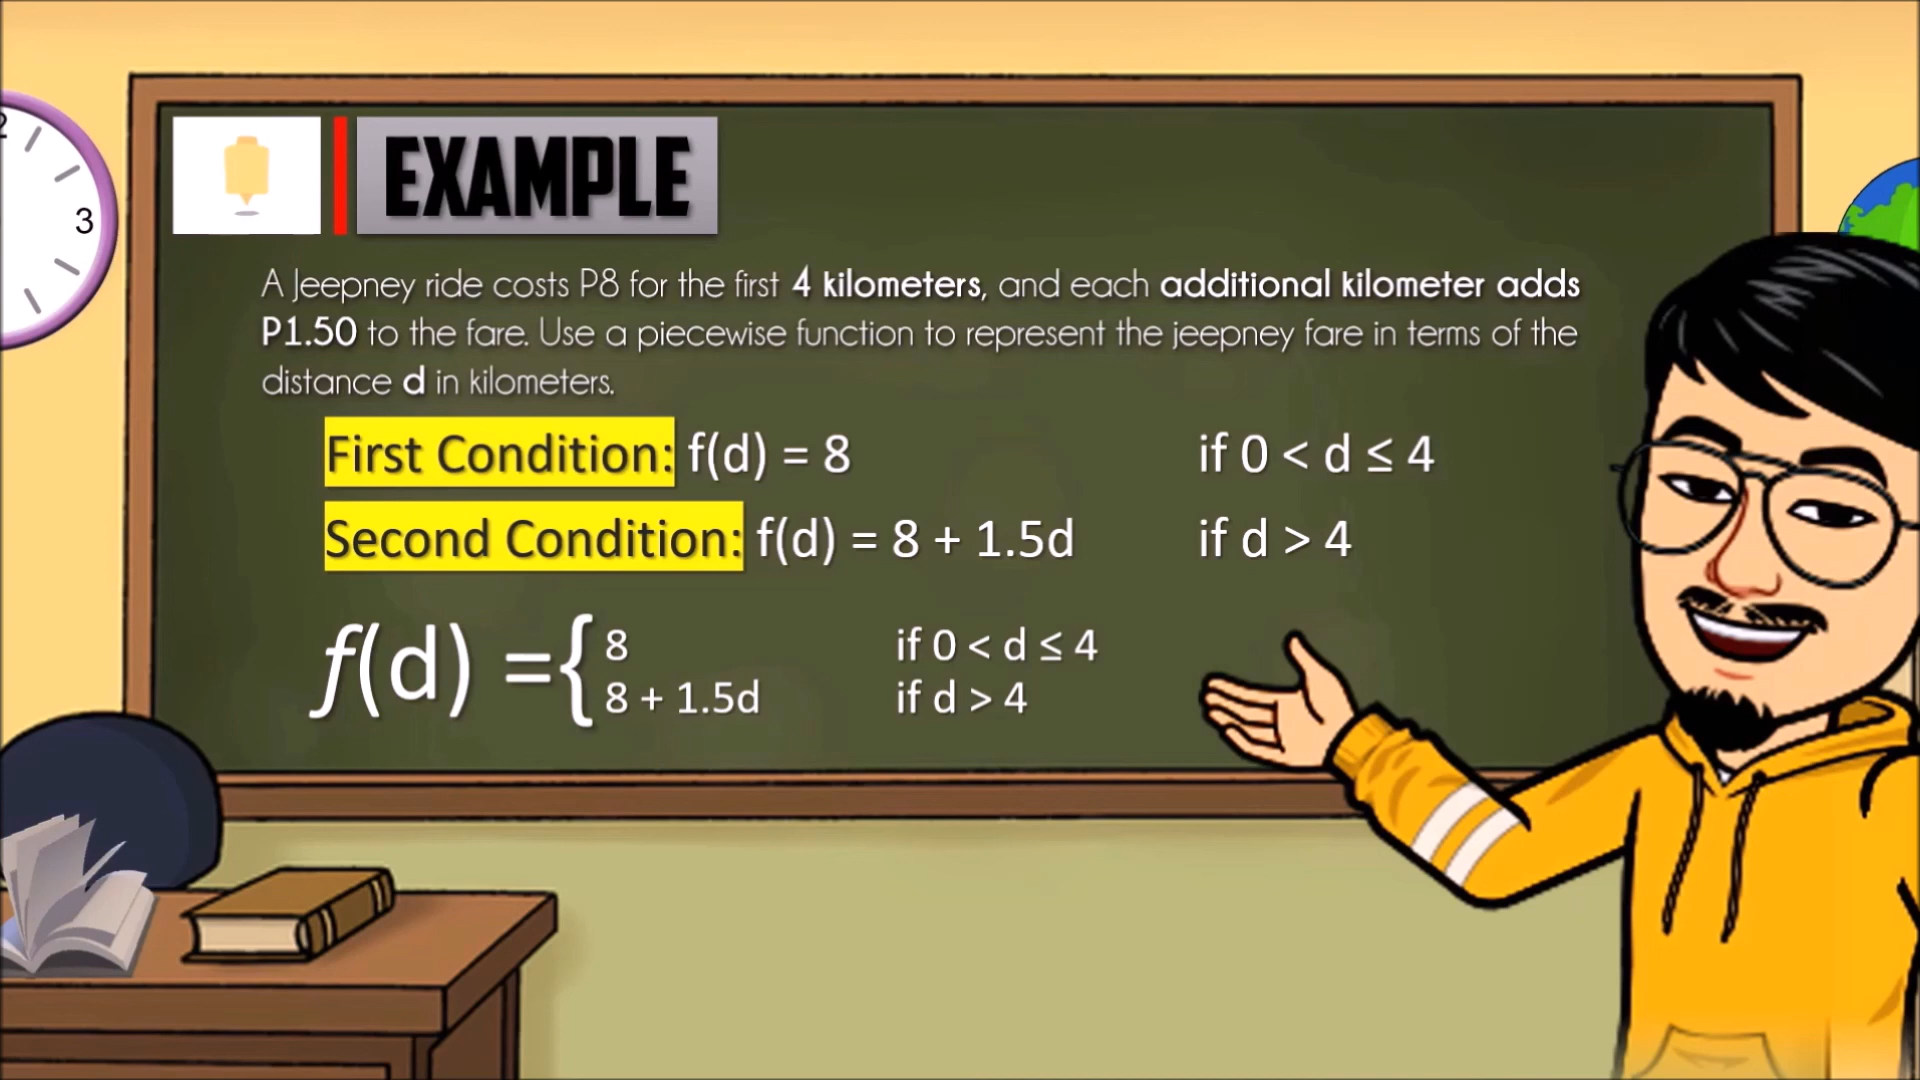 EXAMPLE
A Jeepney ride costs P8 for the first 4 kilometers, and each additional kilometer adds
P1.50 to the fare. Use a piecewise function to represent the jeepney fare in terms of the
distance d in kilometers.
First Condition: f(d) = 8 if 0 < d ≤ 4
Second Condition: f(d) = 8 + 1.5d if d > 4
f(d) = { 8 if 0 < d ≤ 4
8 + 1.5d if d > 4
3